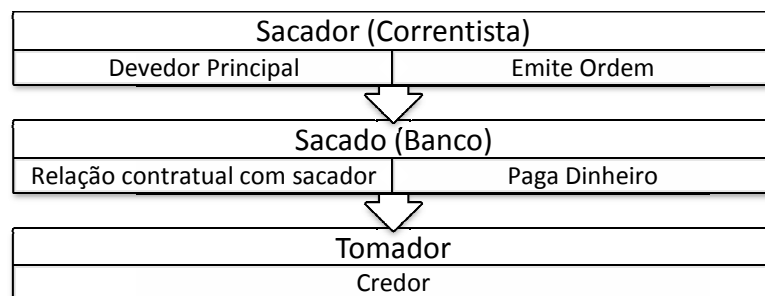 Sacador (Correntista)
Devedor Principal
Emite Ordem
Sacado (Banco)
Relação contratual com sacador
Paga Dinheiro
Tomador
Credor